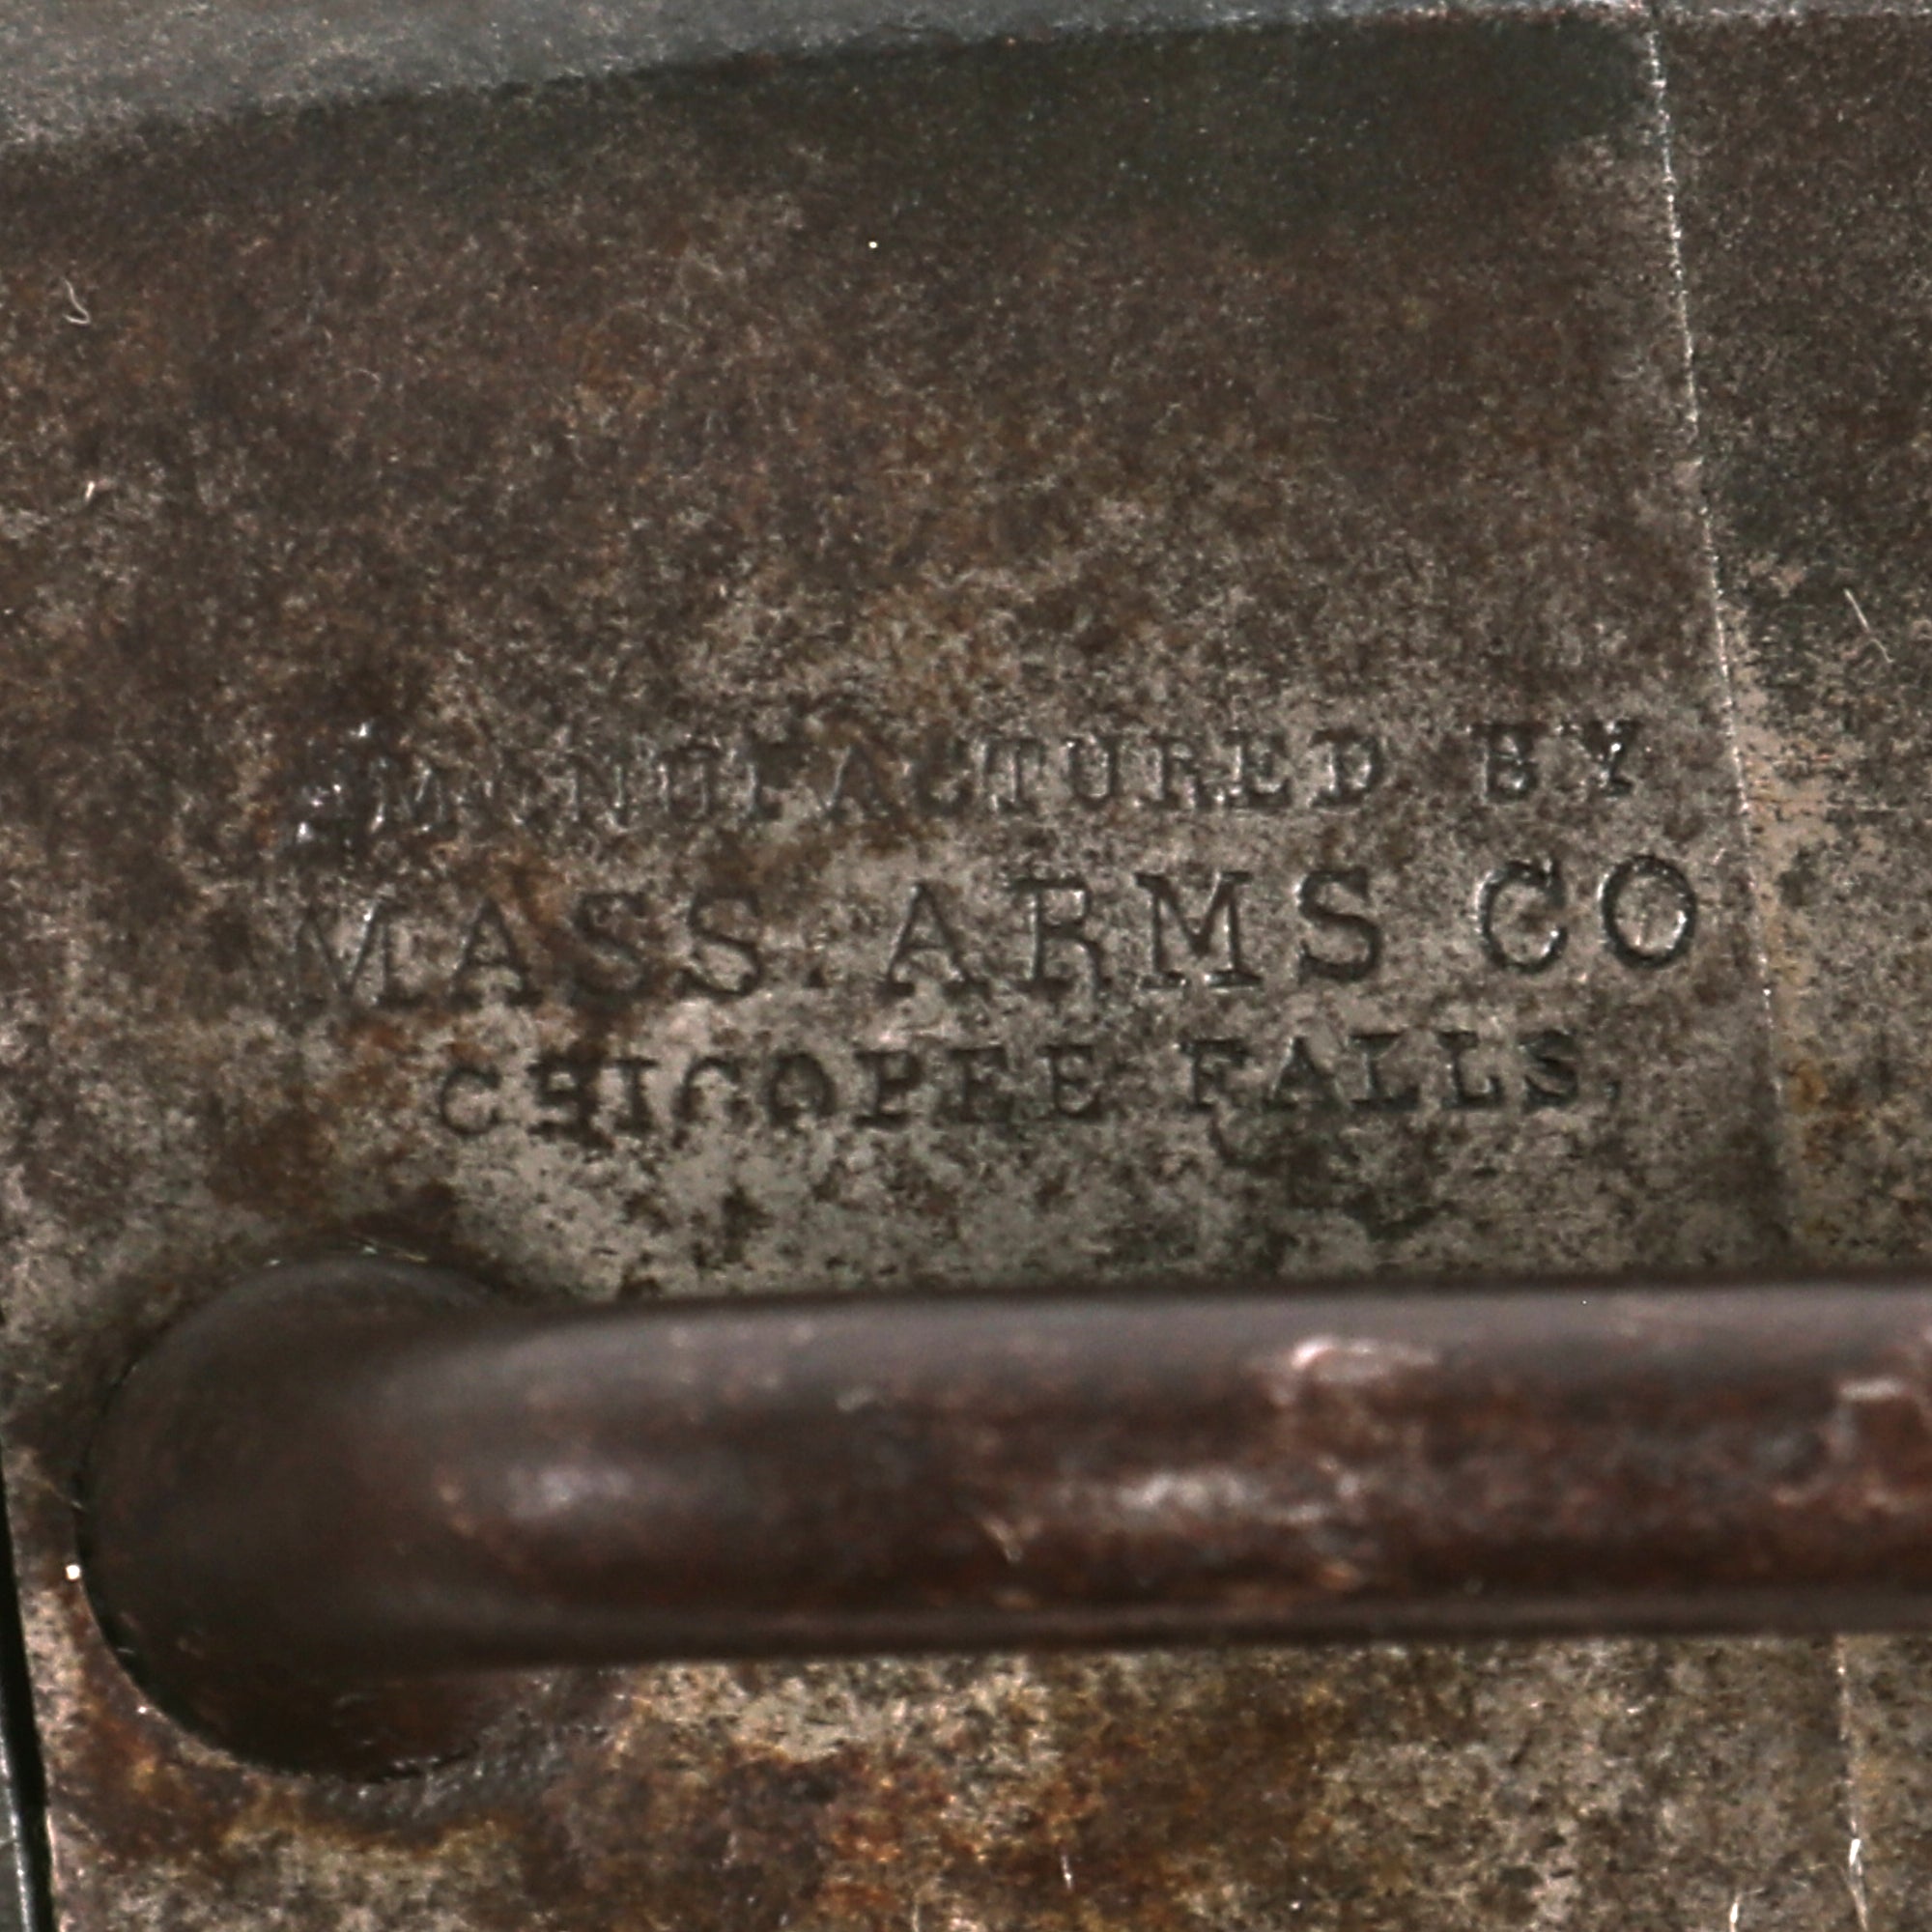 MANUFACTURED BY
MASS. ARMS CO
CHICOPEE FALLS,